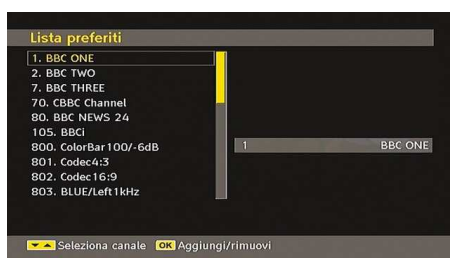 Lista preferiti
1. BBC ONE
2. BBC TWO
7. BBC THREE
70. CBBC Channel
80. BBC NEWS 24
105. BBCi
800. ColorBar100/-6dB
801. Codec4:3
802. Codec16:9
803. BLUE/Left1kHz
1 BBC ONE
Seleziona canale OK Aggiungi/rimuovi